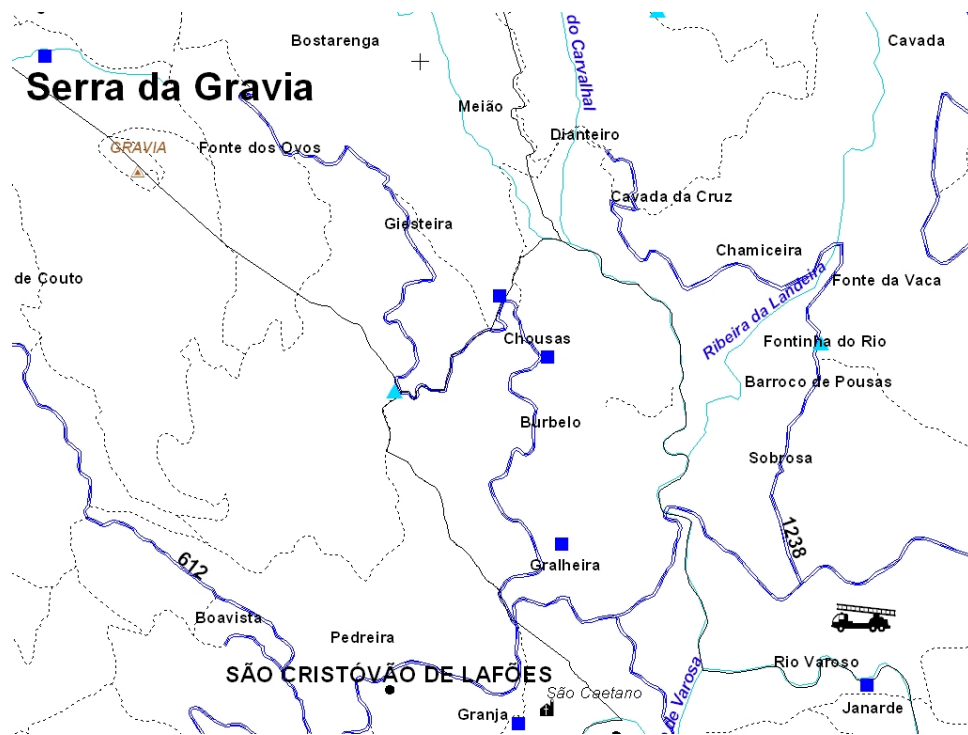 Bostarenga
do Carvalhal
Cavada
Serra da Gravia
Meião
Dianteiro
GRAVIA
Fonte dos Ovos
Cavada da Cruz
Giesteira
Chamiceira
de Couto
Fonte da Vaca
Ribeira da Landeira
Chousas
Fontinha do Rio
Barroco de Pousas
Burbelo
Sobrosa
1238
612
Gralheira
Boavista
Pedreira
Rio Varoso
SÃO CRISTÓVÃO DE LAFÕES
São Caetano
de Varosa
Granja
Janarde